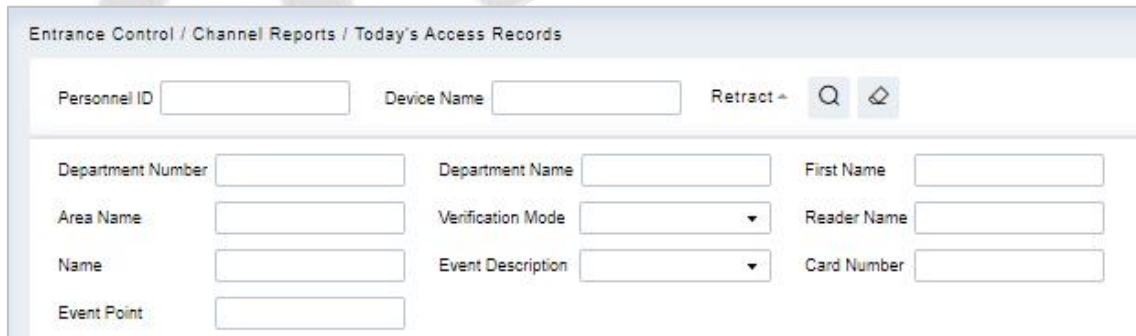 Entrance Control / Channel Reports / Today's Access Records
Personnel ID Device Name Retract
Department Number Department Name First Name
Area Name Verification Mode Reader Name
Name Event Description Card Number
Event Point